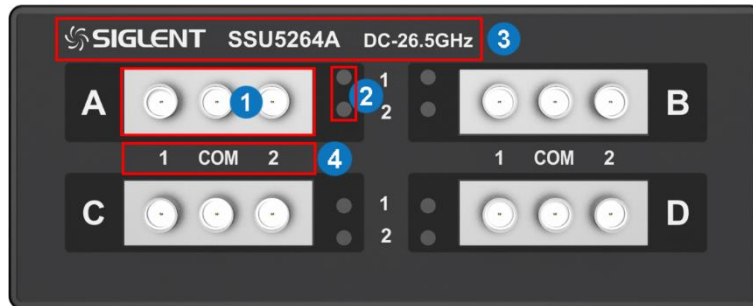 SIGLENT SSU5264A DC-26.5GHz 3
A 1 2 1 2 B
1 COM 2 4 1 COM 2
C 1 2 D